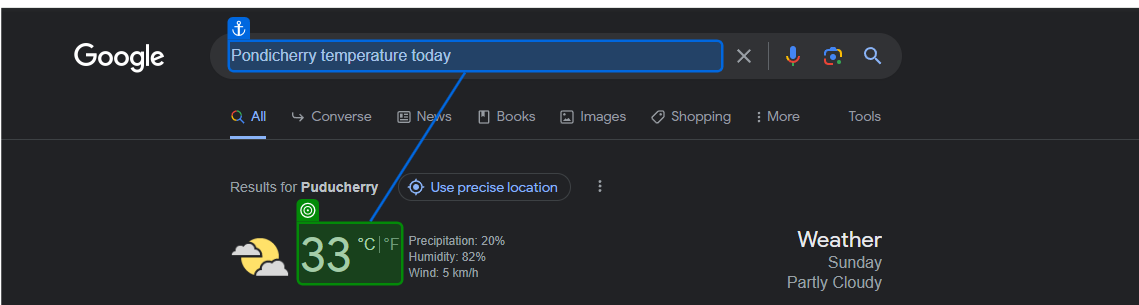 Google
Pondicherry temperature today
All Converse News Books Images Shopping More Tools
Results for Puducherry Use precise location
33 °C | °F
Precipitation: 20%
Humidity: 82%
Wind: 5 km/h
Weather
Sunday
Partly Cloudy